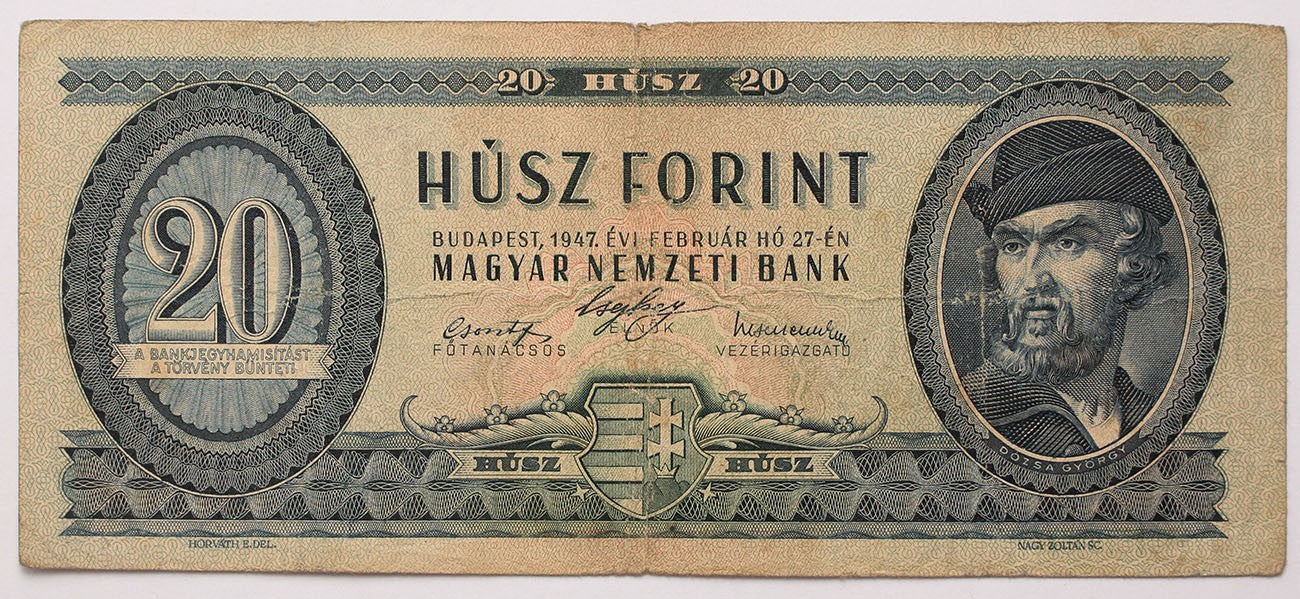 20 HÚSZ 20
HÚSZ FORINT
BUDAPEST, 1947. ÉVI FEBRUÁR HÓ 27-ÉN
MAGYAR NEMZETI BANK
ELNÖK
FŐTANÁCSOS
VEZÉRIGAZGATÓ
20
A BANKJEGYHAMISÍTÁST
A TÖRVÉNY BÜNTETI
HÚSZ HÚSZ
DÓZSA GYÖRGY
HORVÁTH E. DEL.
NAGY ZOLTÁN SC.